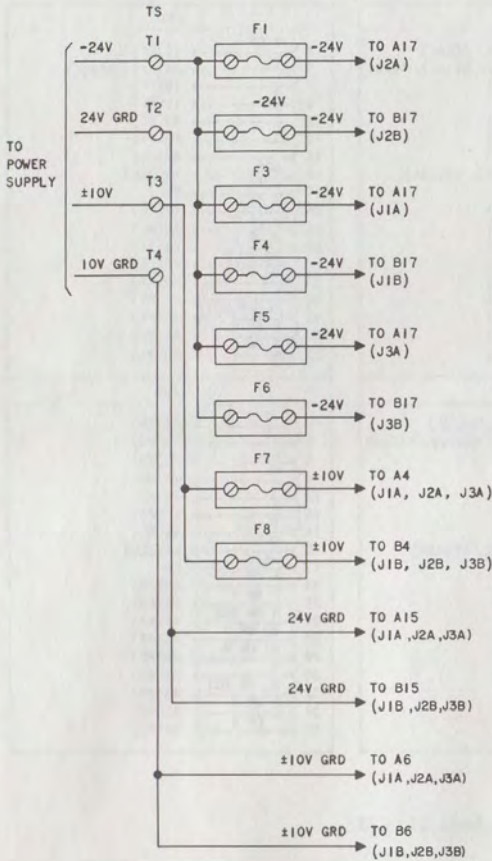 TS
T1
F1
-24V
-24V
TO A17
(J2A)
T2
24V GRD
-24V
-24V
TO B17
(J2B)
TO
POWER
SUPPLY
T3
±10V
F3
-24V
TO A17
(J1A)
T4
10V GRD
F4
-24V
TO B17
(J1B)
F5
-24V
TO A17
(J3A)
F6
-24V
TO B17
(J3B)
F7
±10V
TO A4
(J1A, J2A, J3A)
F8
±10V
TO B4
(J1B, J2B, J3B)
24V GRD
TO A15
(J1A ,J2A,J3A)
24V GRD
TO B15
(J1B ,J2B,J3B)
±10V GRD
TO A6
(J1A ,J2A,J3A)
±10V GRD
TO B6
(J1B,J2B,J3B)